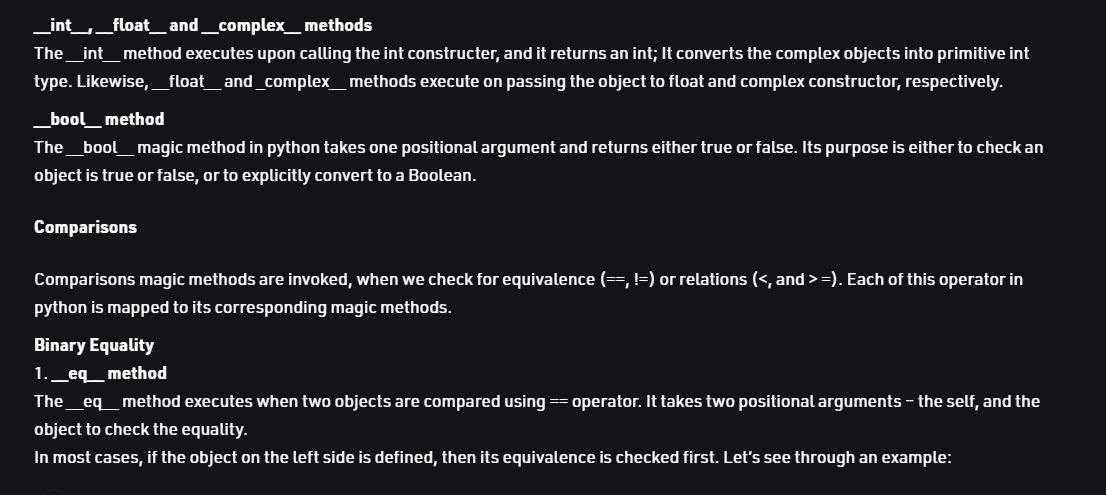 __int__, __float__ and __complex__ methods
The __int__ method executes upon calling the int constructer, and it returns an int; It converts the complex objects into primitive int
type. Likewise, __float__ and _complex__ methods execute on passing the object to float and complex constructor, respectively.
__bool__ method
The __bool__ magic method in python takes one positional argument and returns either true or false. Its purpose is either to check an
object is true or false, or to explicitly convert to a Boolean.
Comparisons
Comparisons magic methods are invoked, when we check for equivalence (==, !=) or relations (<, and > =). Each of this operator in
python is mapped to its corresponding magic methods.
Binary Equality
1. __eq__ method
The __eq__ method executes when two objects are compared using == operator. It takes two positional arguments – the self, and the
object to check the equality.
In most cases, if the object on the left side is defined, then its equivalence is checked first. Let's see through an example: